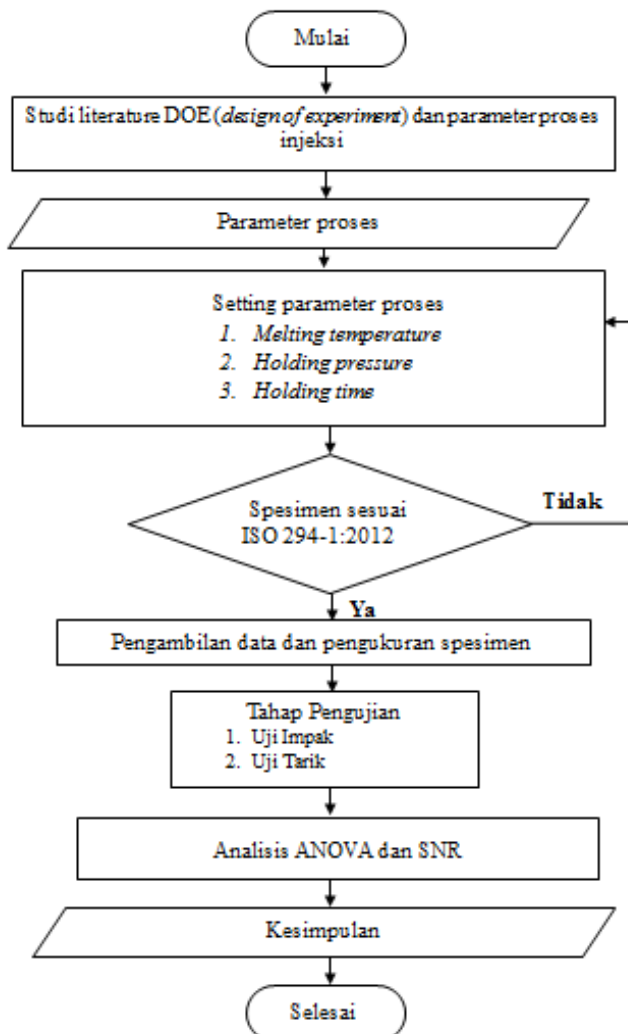 Mulai
Studi literature DOE (design of experiment) dan parameter proses
injeksi
Parameter proses
Setting parameter proses
1. Melting temperature
2. Holding pressure
3. Holding time
Spesimen sesuai
ISO 294-1:2012
Tidak
Ya
Pengambilan data dan pengukuran spesimen
Tahap Pengujian
1. Uji Impak
2. Uji Tarik
Analisis ANOVA dan SNR
Kesimpulan
Selesai